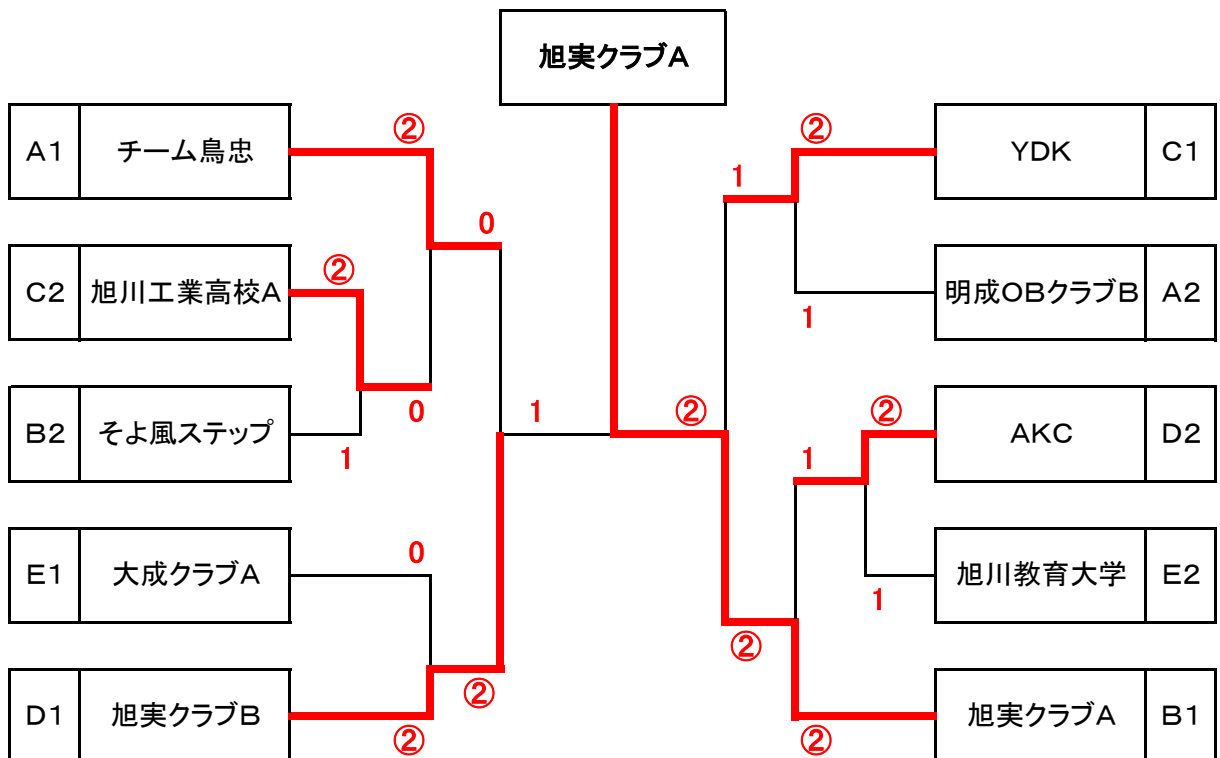 旭実クラブA
A1 チーム鳥忠 ② ② YDK C1
1
0
C2 旭川工業高校A ② 明成OBクラブB A2
1
B2 そよ風ステップ 0 1 ② ② AKC D2
1 1
E1 大成クラブA 0 旭川教育大学 E2
1
②
D1 旭実クラブB ② ② ② 旭実クラブA B1